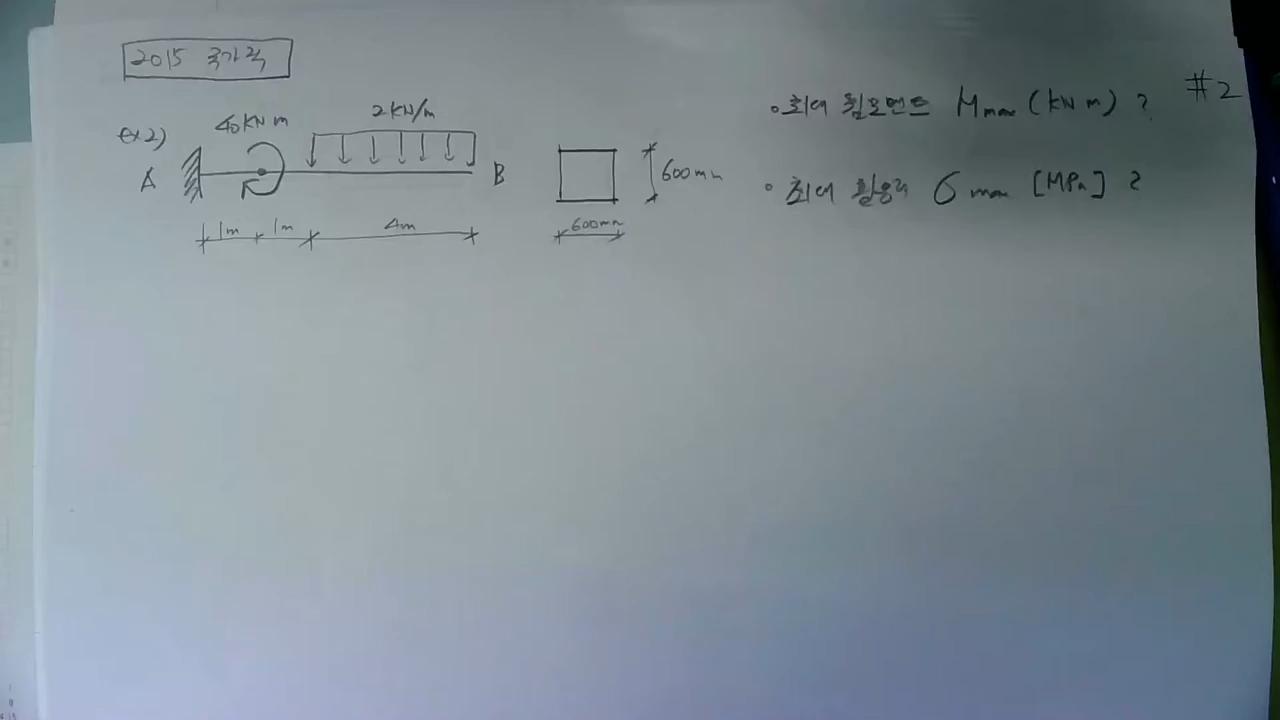 2015 국가직
#2
ex2)
40kN m
2kN/m
A
B
1m 1m 4m
600mm
600mm
◦ 최대 휨모멘트 Mmax (kN m) ?
◦ 최대 휨응력 σ max [MPa] ?